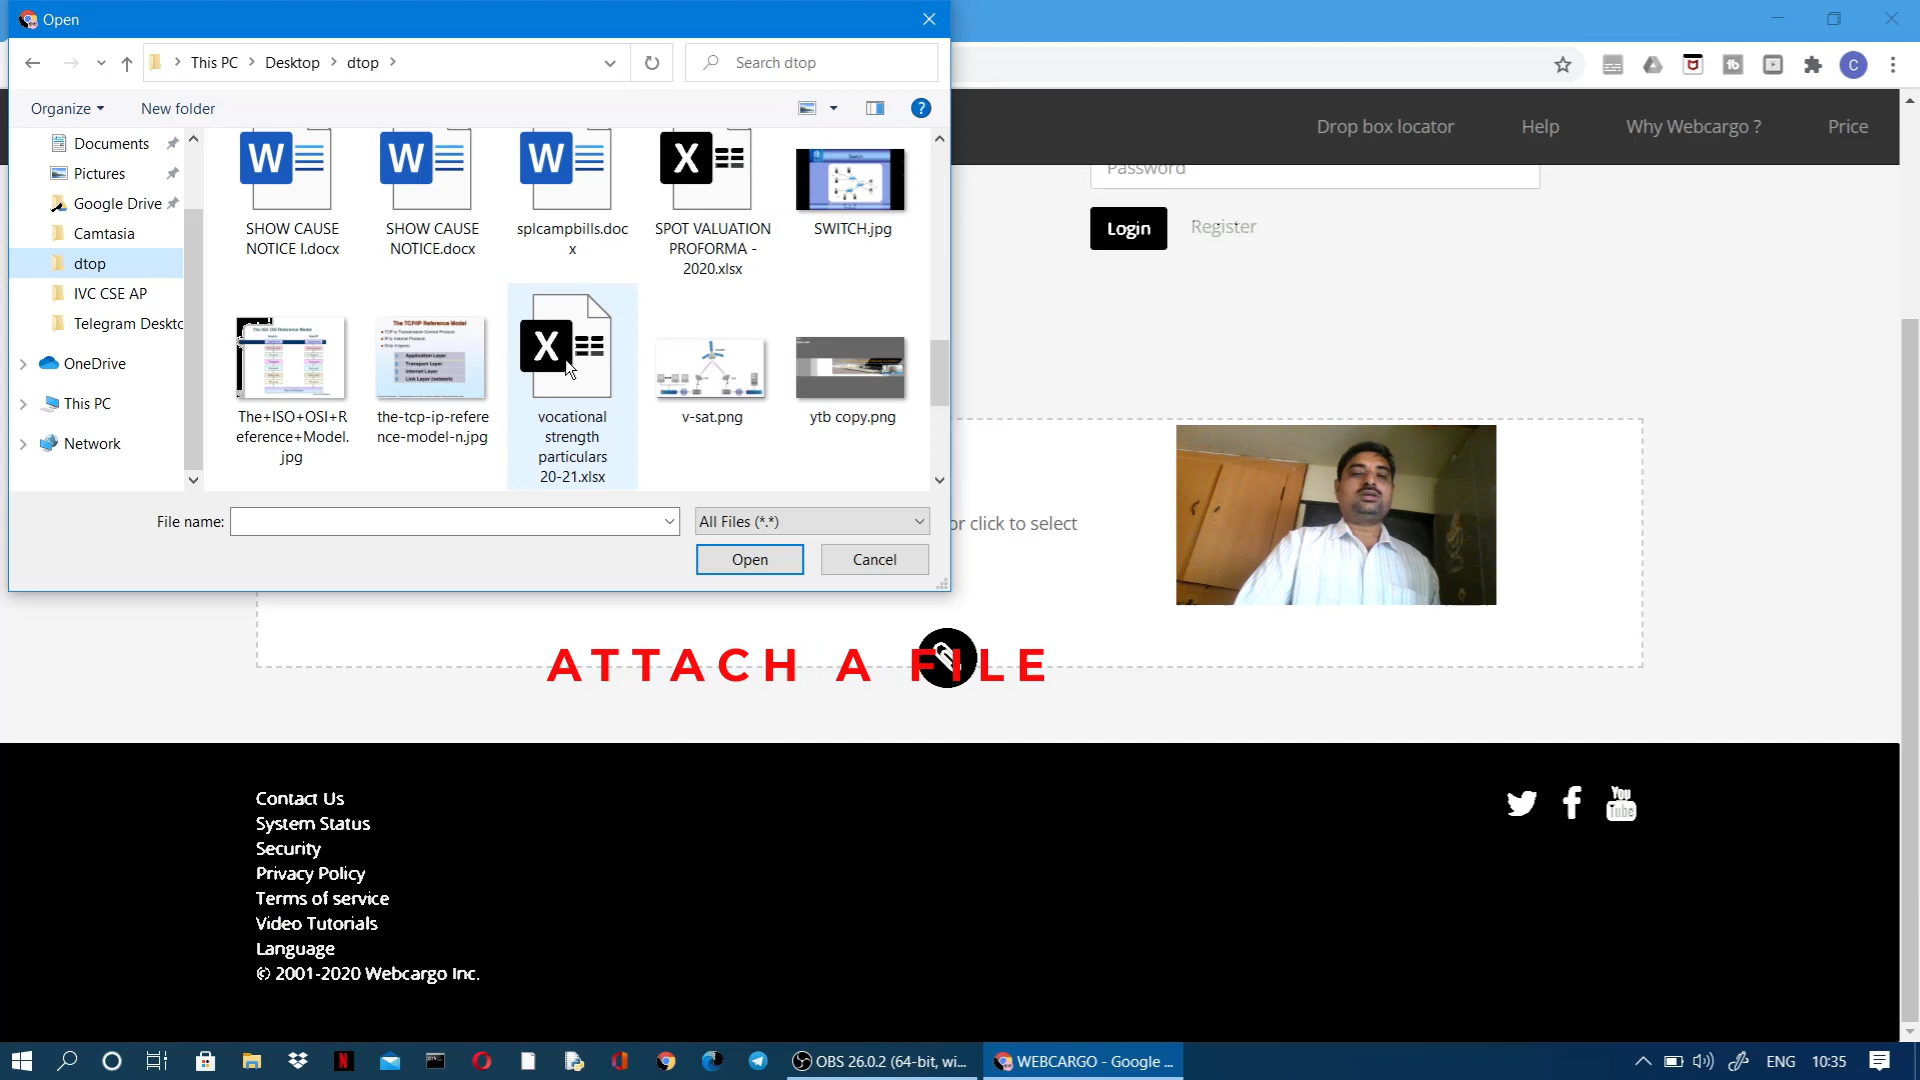 Open
This PC
Desktop
dtop
Search dtop
Organize
New folder
Documents
Pictures
Google Drive
Camtasia
dtop
IVC CSE AP
Telegram Deskto
OneDrive
This PC
Network
SHOW CAUSE
NOTICE I.docx
SHOW CAUSE
NOTICE.docx
splcampbills.doc
x
SPOT VALUATION
PROFORMA -
2020.xlsx
SWITCH.jpg
The+ISO+OSI+R
eference+Model.
jpg
the-tcp-ip-refere
nce-model-n.jpg
vocational
strength
particulars
20-21.xlsx
v-sat.png
ytb copy.png
File name:
All Files (*.*)
Open
Cancel
Drop box locator
Help
Why Webcargo ?
Price
Password
Login
Register
or click to select
ATTACH A FILE
Contact Us
System Status
Security
Privacy Policy
Terms of service
Video Tutorials
Language
© 2001-2020 Webcargo Inc.
You
Tube
OBS 26.0.2 (64-bit, wi...
WEBCARGO - Google ...
ENG
10:35